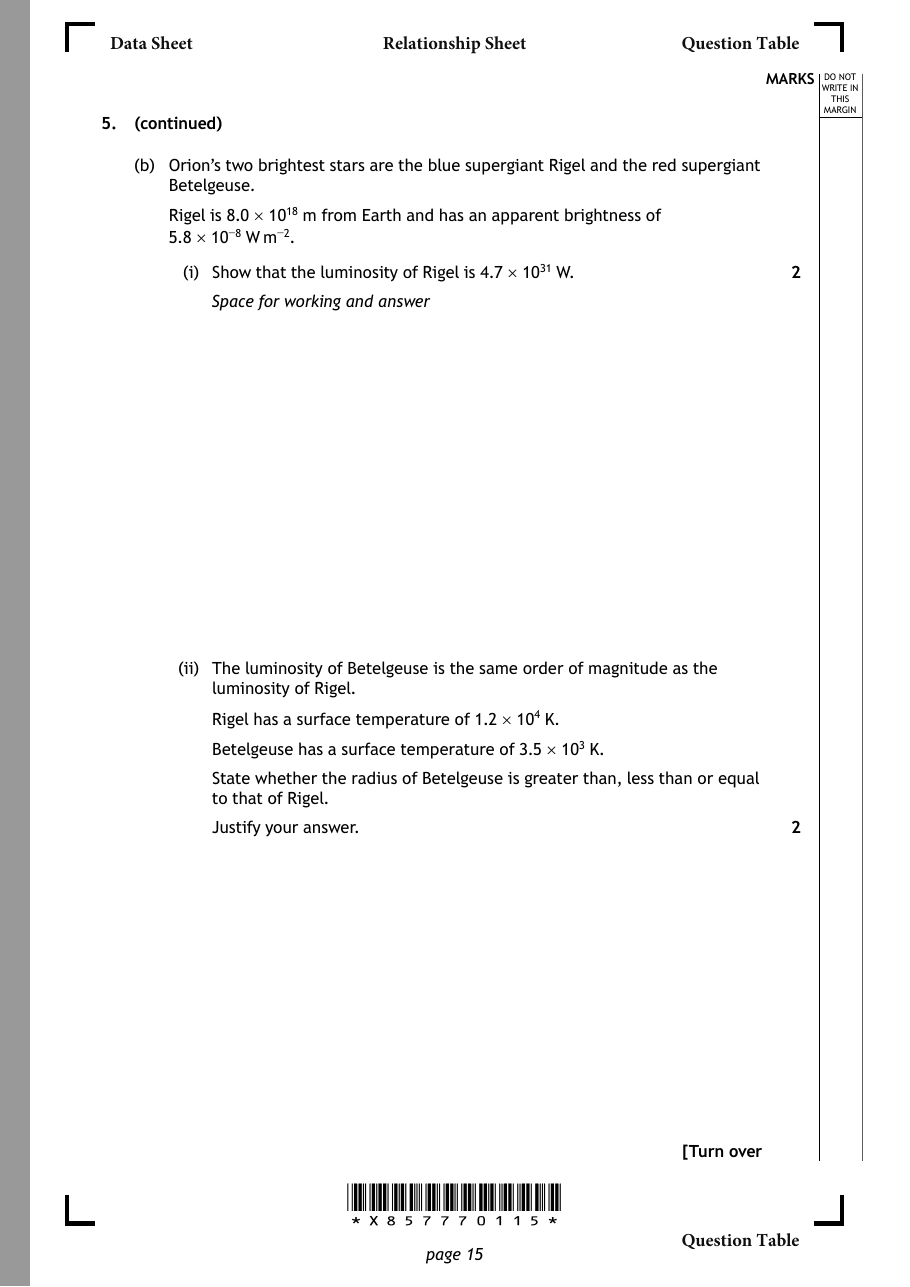 Data Sheet Relationship Sheet Question Table
MARKS
DO NOT
WRITE IN
THIS
MARGIN
5. (continued)
(b) Orion’s two brightest stars are the blue supergiant Rigel and the red supergiant
Betelgeuse.
Rigel is 8.0 × 10¹⁸ m from Earth and has an apparent brightness of
5.8 × 10⁻⁸ W m⁻².
(i) Show that the luminosity of Rigel is 4.7 × 10³¹ W. 2
Space for working and answer
(ii) The luminosity of Betelgeuse is the same order of magnitude as the
luminosity of Rigel.
Rigel has a surface temperature of 1.2 × 10⁴ K.
Betelgeuse has a surface temperature of 3.5 × 10³ K.
State whether the radius of Betelgeuse is greater than, less than or equal
to that of Rigel.
Justify your answer. 2
[Turn over
* X 8 5 7 7 7 0 1 1 5 *
Question Table
page 15